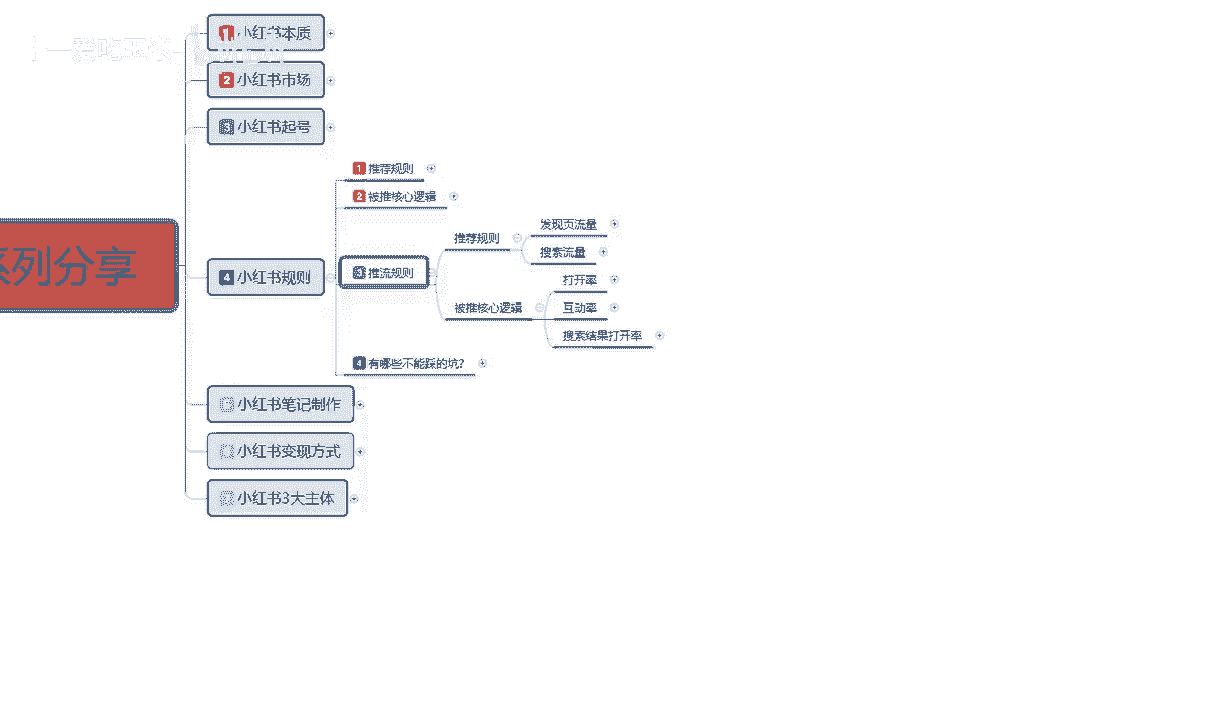 1 小红书本质
2 小红书市场
3 小红书起号
1 推荐规则
2 被推核心逻辑
发现页流量
推荐规则
搜索流量
系列分享
4 小红书规则
3 推流规则
打开率
被推核心逻辑
互动率
搜索结果打开率
4 有哪些不能踩的坑?
小红书笔记制作
小红书变现方式
小红书3大主体